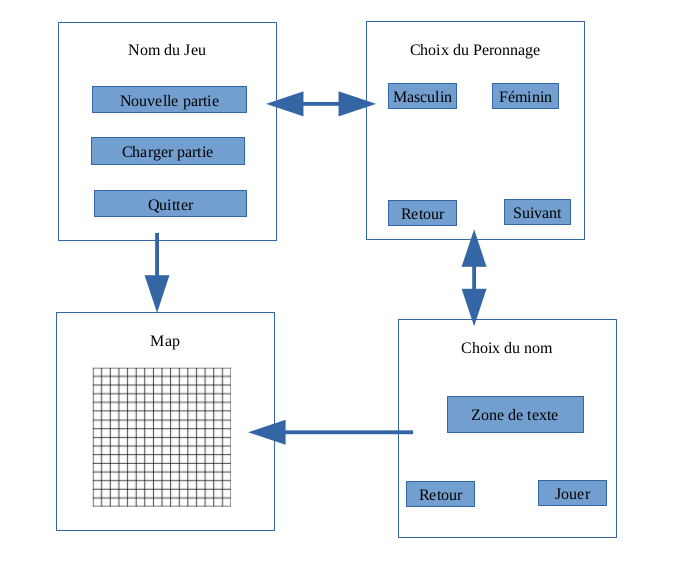 Nom du Jeu
Nouvelle partie
Charger partie
Quitter
Choix du Peronnage
Masculin
Féminin
Retour
Suivant
Map
Choix du nom
Zone de texte
Retour
Jouer